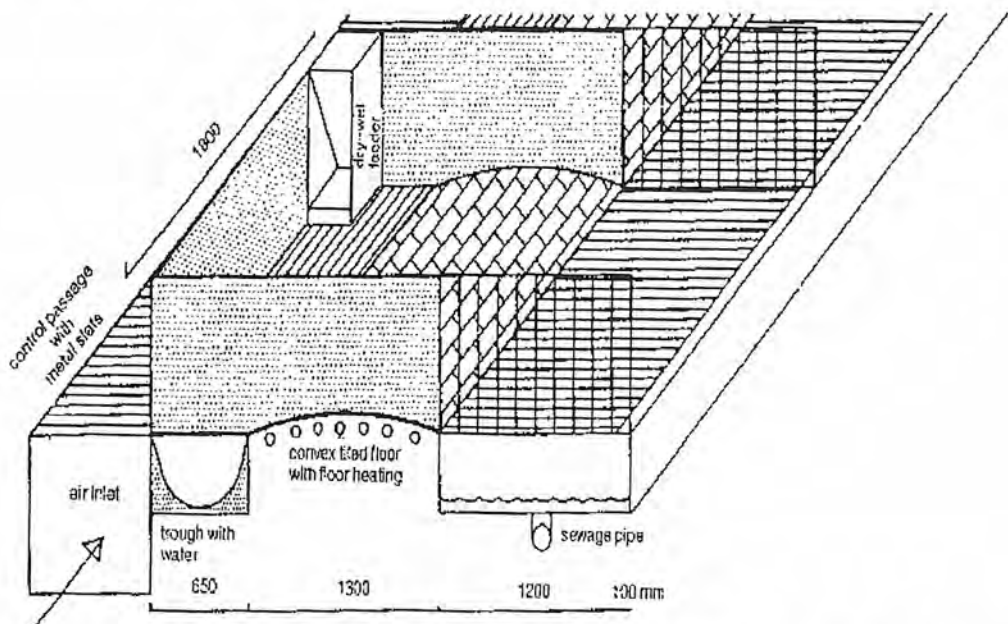 1800
dry-wet
feeder
control passage
with
metal slats
air inlet
convex tiled floor
with floor heating
trough with
water
sewage pipe
650 1300 1200 100 mm